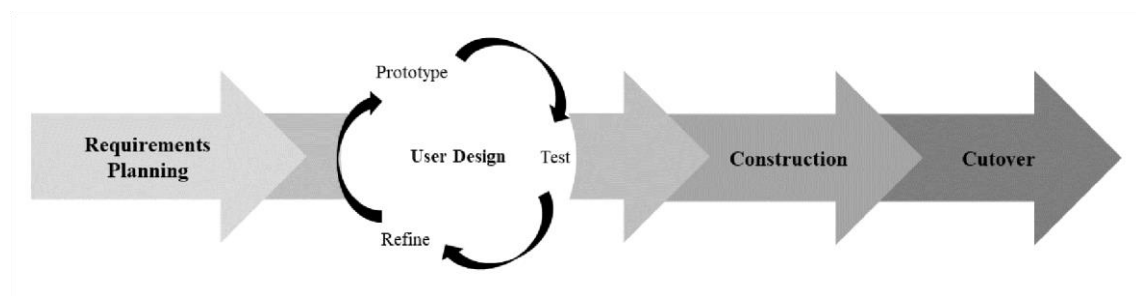 Requirements
Planning
Prototype
User Design
Test
Refine
Construction
Cutover